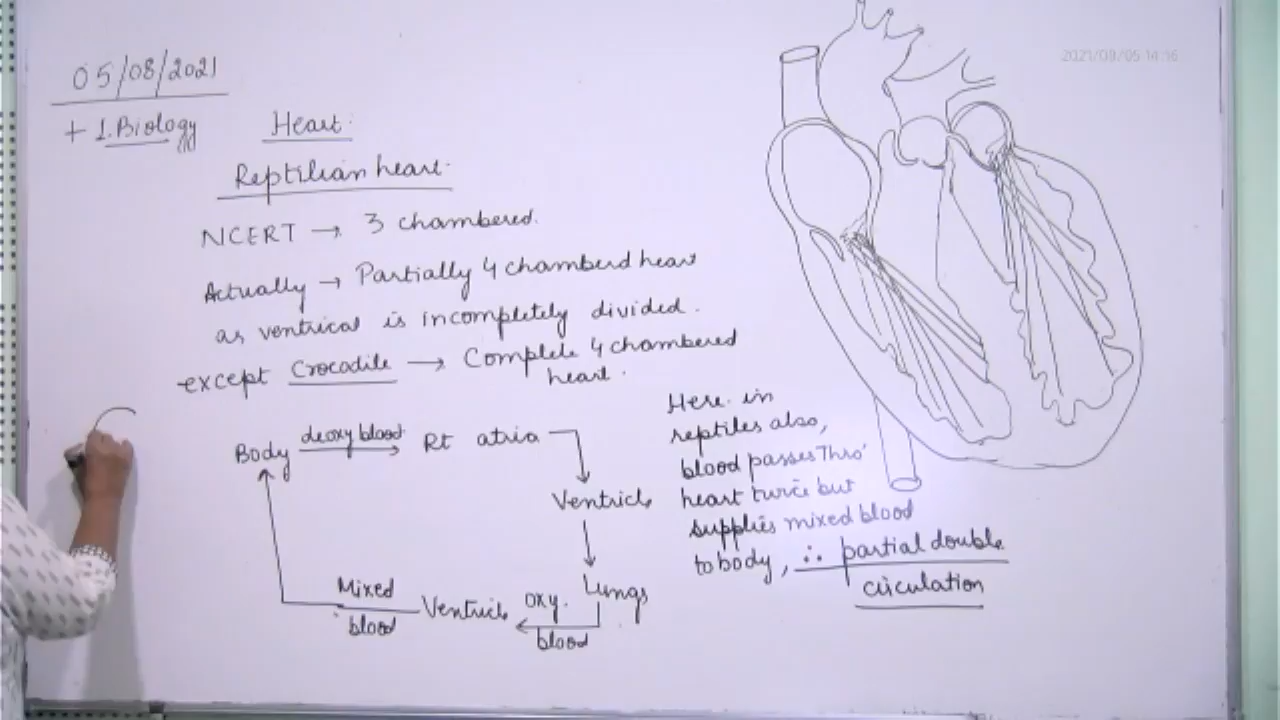 05/08/2021
+1.Biology
Heart:
Reptilian heart.
NCERT → 3 chambered.
Actually → Partially 4 chamberd heart
as ventrical is incompletely divided.
except Crocodile → Complete 4 chambered
heart.
Body deoxy blood Rt atria
Ventricle
Lungs
oxy.
blood
Ventricle
Mixed
blood
Here in
reptiles also,
blood passes Thro'
heart twice but
supplies mixed blood
to body, ∴ partial double
circulation
2021/08/05 14:16